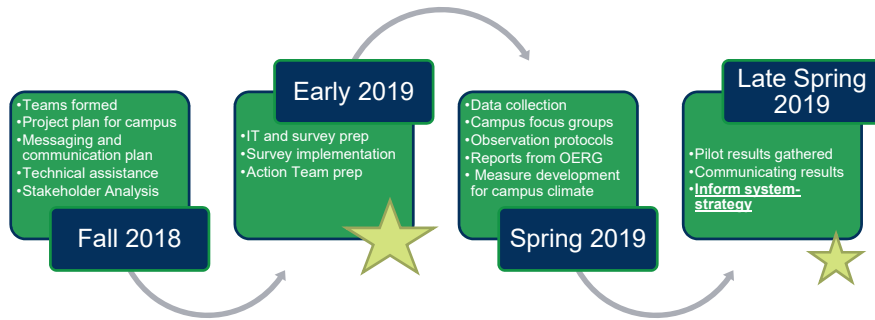 •Teams formed
•Project plan for campus
•Messaging and
communication plan
•Technical assistance
•Stakeholder Analysis
Fall 2018
Early 2019
•IT and survey prep
•Survey implementation
•Action Team prep
•Data collection
•Campus focus groups
•Observation protocols
•Reports from OERG
• Measure development
for campus climate
Spring 2019
Late Spring
2019
•Pilot results gathered
•Communicating results
•Inform system-
strategy